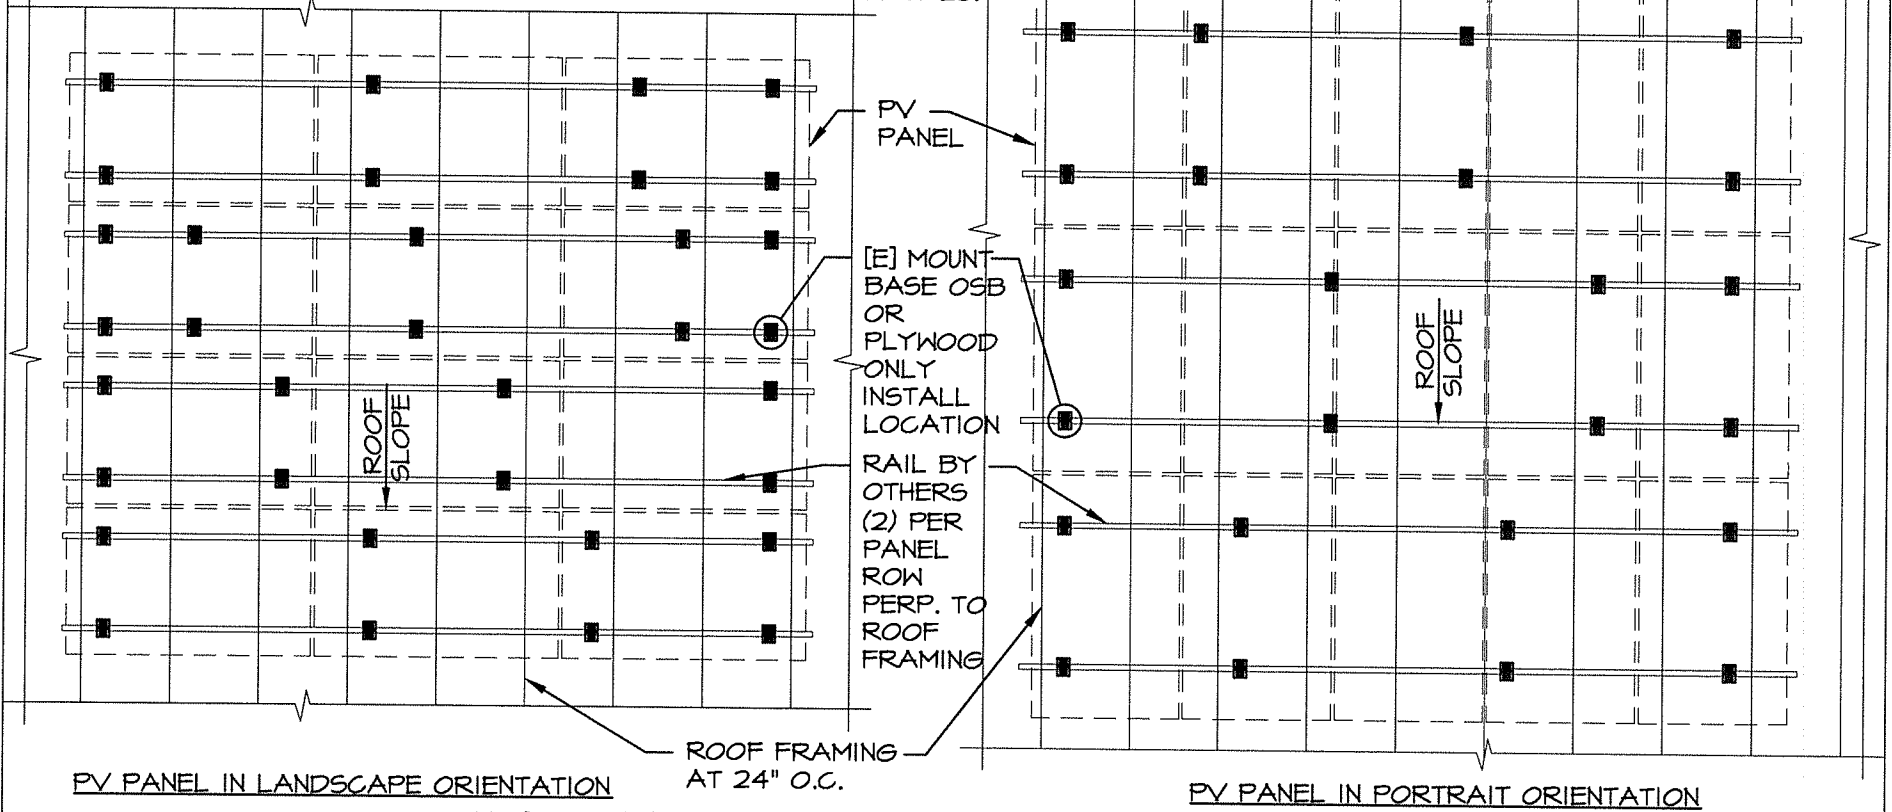 PV
PANEL
[E] MOUNT
BASE OSB
OR
PLYWOOD
ONLY
INSTALL
LOCATION
ROOF
SLOPE
ROOF
SLOPE
RAIL BY
OTHERS
(2) PER
PANEL
ROW
PERP. TO
ROOF
FRAMING
ROOF FRAMING
AT 24" O.C.
PV PANEL IN LANDSCAPE ORIENTATION
PV PANEL IN PORTRAIT ORIENTATION